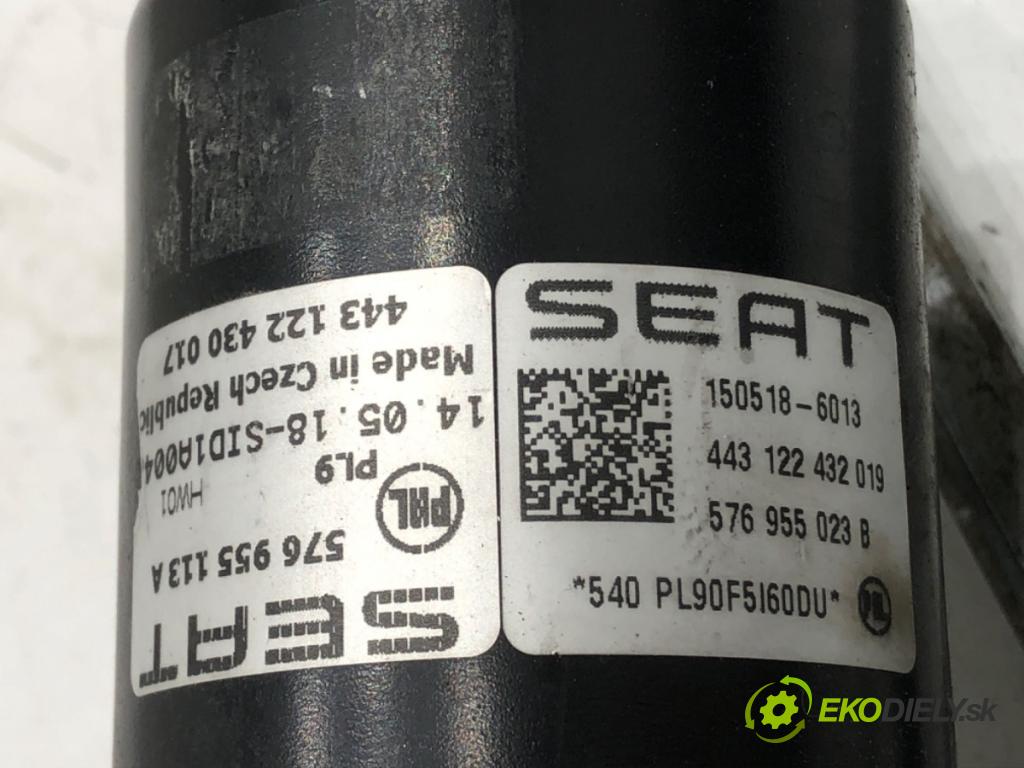 SEAT
150518-6013
443 122 432 019
576 955 023 B
*540 PL90F5I60DU*
SEAT
576 955 113 A
HW01
PHL
PL9
14.05.18-SID1A004
Made in Czech Republic
443 122 430 017
EKODIELY.sk